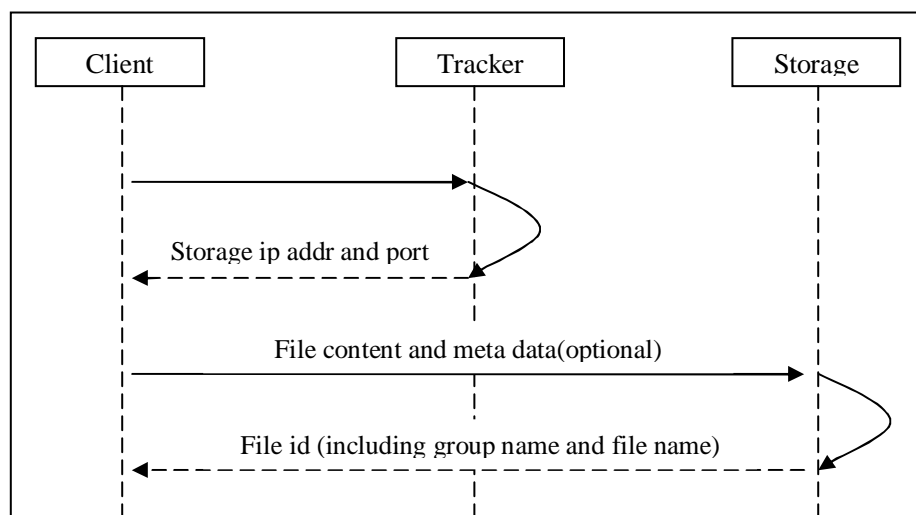 Client
Tracker
Storage
Storage ip addr and port
File content and meta data(optional)
File id (including group name and file name)